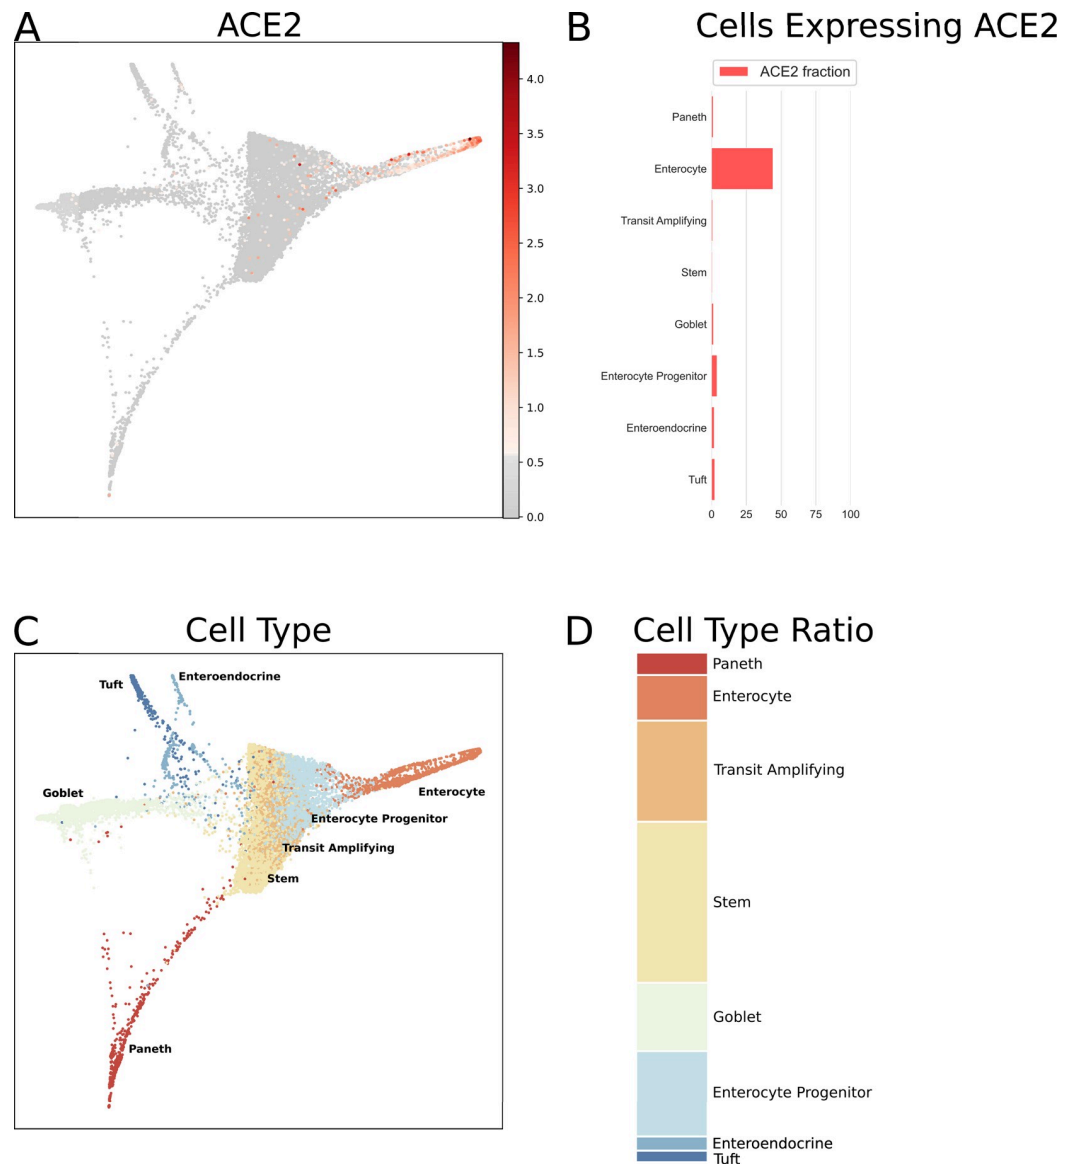 A
ACE2
4.0
3.5
3.0
2.5
2.0
1.5
1.0
0.5
0.0
B
Cells Expressing ACE2
ACE2 fraction
Paneth
Enterocyte
Transit Amplifying
Stem
Goblet
Enterocyte Progenitor
Enteroendocrine
Tuft
0 25 50 75 100
C
Cell Type
Enteroendocrine
Tuft
Goblet
Enterocyte
Enterocyte Progenitor
Transit Amplifying
Stem
Paneth
D
Cell Type Ratio
Paneth
Enterocyte
Transit Amplifying
Stem
Goblet
Enterocyte Progenitor
Enteroendocrine
Tuft